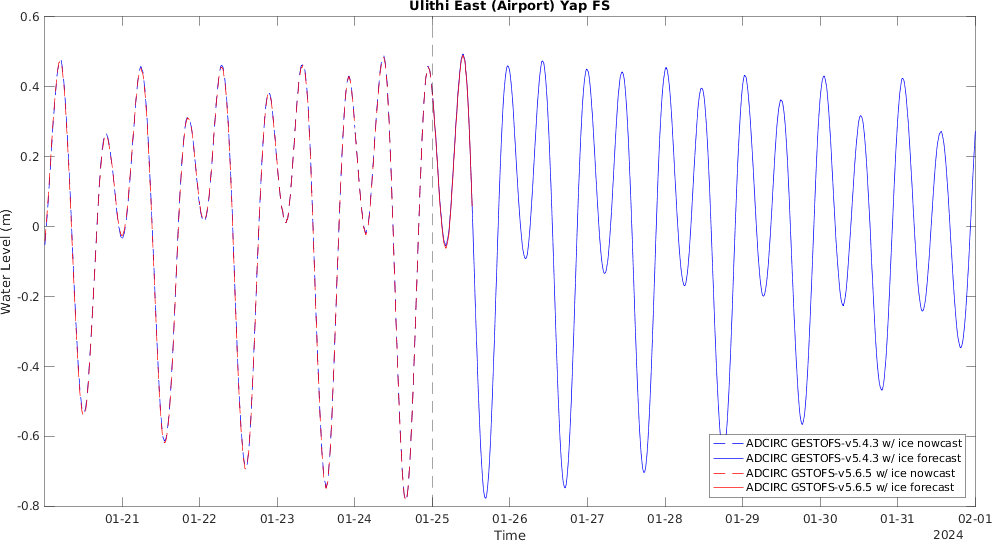 Ulithi East (Airport) Yap FS
0.6
0.4
0.2
0
-0.2
-0.4
-0.6
-0.8
Water Level (m)
ADCIRC GESTOFS-v5.4.3 w/ ice nowcast
ADCIRC GESTOFS-v5.4.3 w/ ice forecast
ADCIRC GSTOFS-v5.6.5 w/ ice nowcast
ADCIRC GSTOFS-v5.6.5 w/ ice forecast
01-21 01-22 01-23 01-24 01-25 01-26 01-27 01-28 01-29 01-30 01-31 02-01
Time
2024